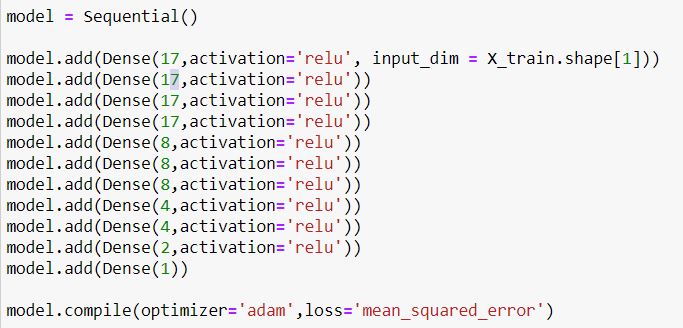 model = Sequential()
model.add(Dense(17,activation='relu', input_dim = X_train.shape[1]))
model.add(Dense(17,activation='relu'))
model.add(Dense(17,activation='relu'))
model.add(Dense(17,activation='relu'))
model.add(Dense(8,activation='relu'))
model.add(Dense(8,activation='relu'))
model.add(Dense(8,activation='relu'))
model.add(Dense(4,activation='relu'))
model.add(Dense(4,activation='relu'))
model.add(Dense(2,activation='relu'))
model.add(Dense(1))
model.compile(optimizer='adam',loss='mean_squared_error')